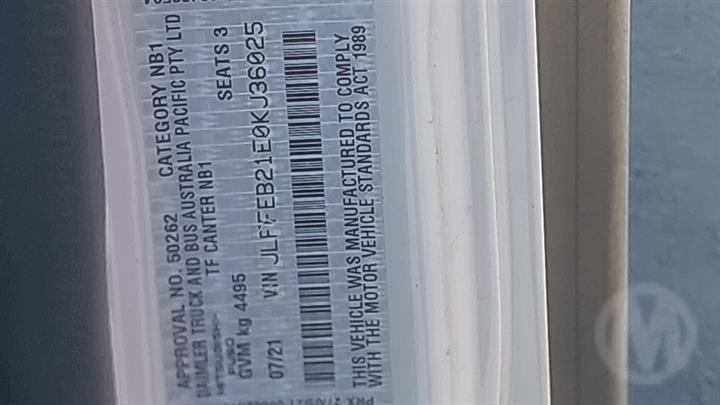 APPROVAL NO. 50262 CATEGORY NB1
DAIMLER TRUCK AND BUS AUSTRALIA PACIFIC PTY LTD
TF CANTER NB1
MITSUBISHI
FUSO
GVM kg 4495 SEATS 3
07/21 VIN JLFFEB21E0KJ36025
THIS VEHICLE WAS MANUFACTURED TO COMPLY
WITH THE MOTOR VEHICLE STANDARDS ACT 1989